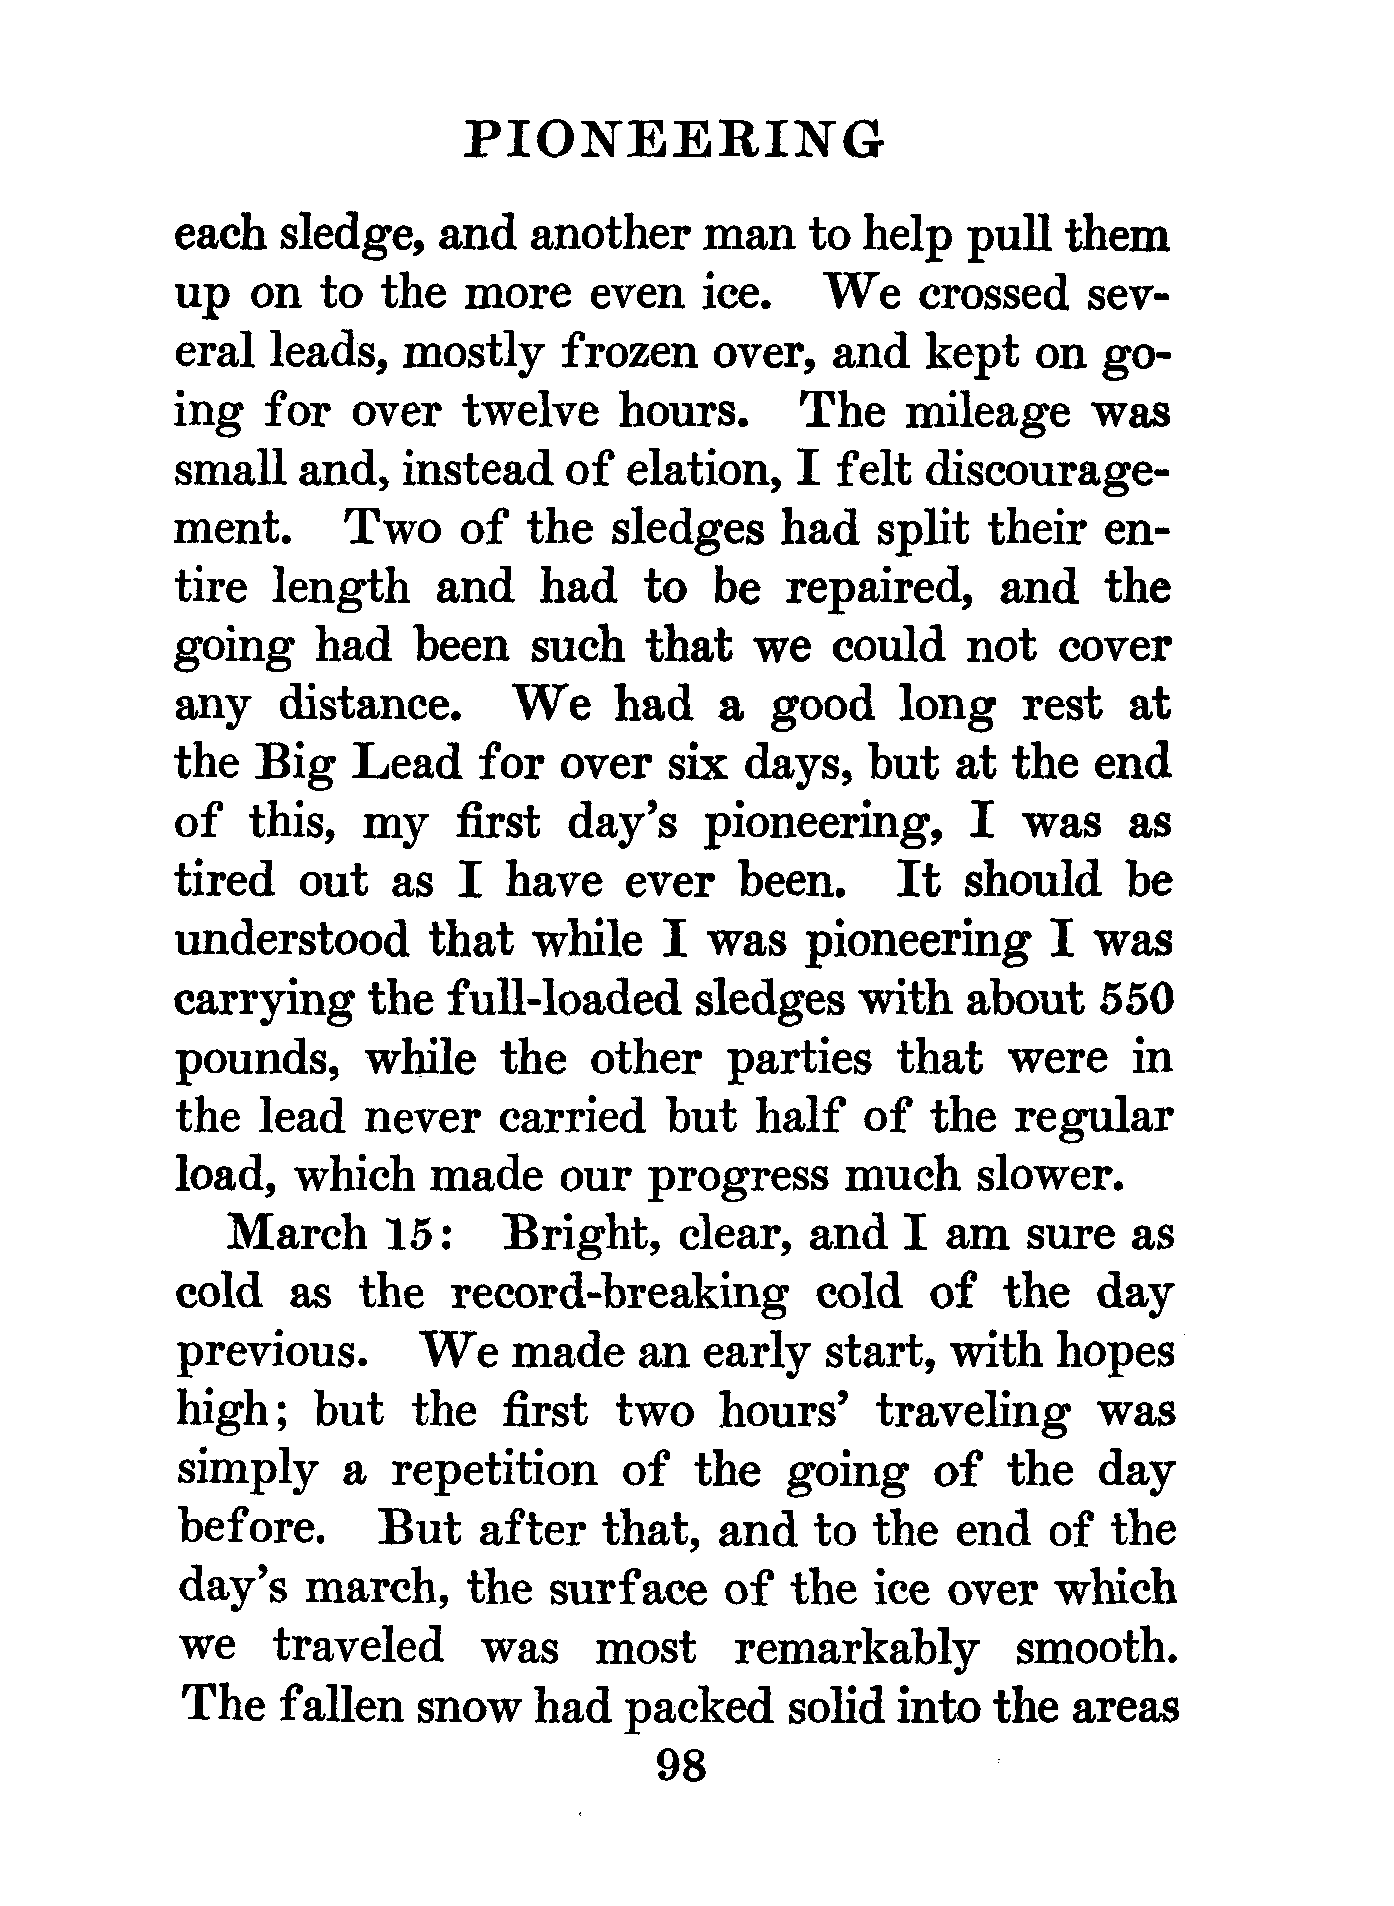 PIONEERING
each sledge, and another man to help pull them
up on to the more even ice. We crossed sev-
eral leads, mostly frozen over, and kept on go-
ing for over twelve hours. The mileage was
small and, instead of elation, I felt discourage-
ment. Two of the sledges had split their en-
tire length and had to be repaired, and the
going had been such that we could not cover
any distance. We had a good long rest at
the Big Lead for over six days, but at the end
of this, my first day's pioneering, I was as
tired out as I have ever been. It should be
understood that while I was pioneering I was
carrying the full-loaded sledges with about 550
pounds, while the other parties that were in
the lead never carried but half of the regular
load, which made our progress much slower.
March 15: Bright, clear, and I am sure as
cold as the record-breaking cold of the day
previous. We made an early start, with hopes
high; but the first two hours' traveling was
simply a repetition of the going of the day
before. But after that, and to the end of the
day's march, the surface of the ice over which
we traveled was most remarkably smooth.
The fallen snow had packed solid into the areas
98